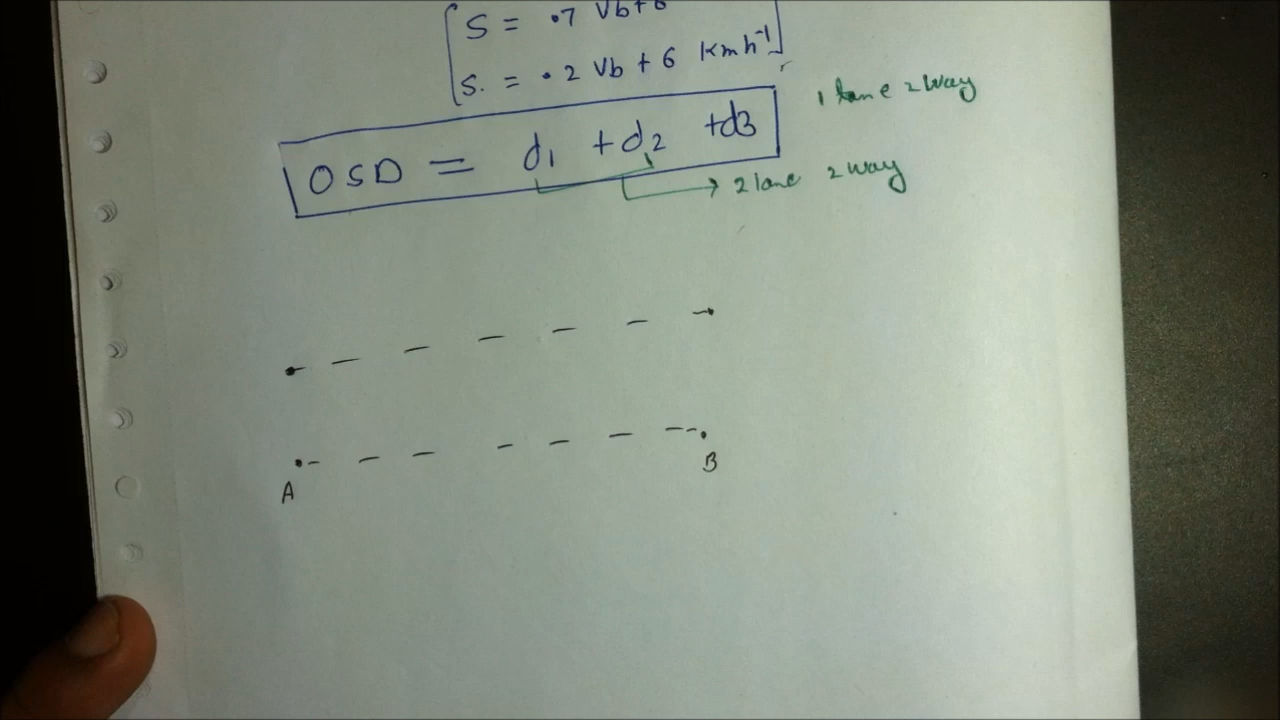 S = .7 Vb+6
S. = .2 Vb + 6 Kmh⁻¹
1 lane 2 way
OSD = d₁ + d₂ + d3
2 lane 2 way
A
B